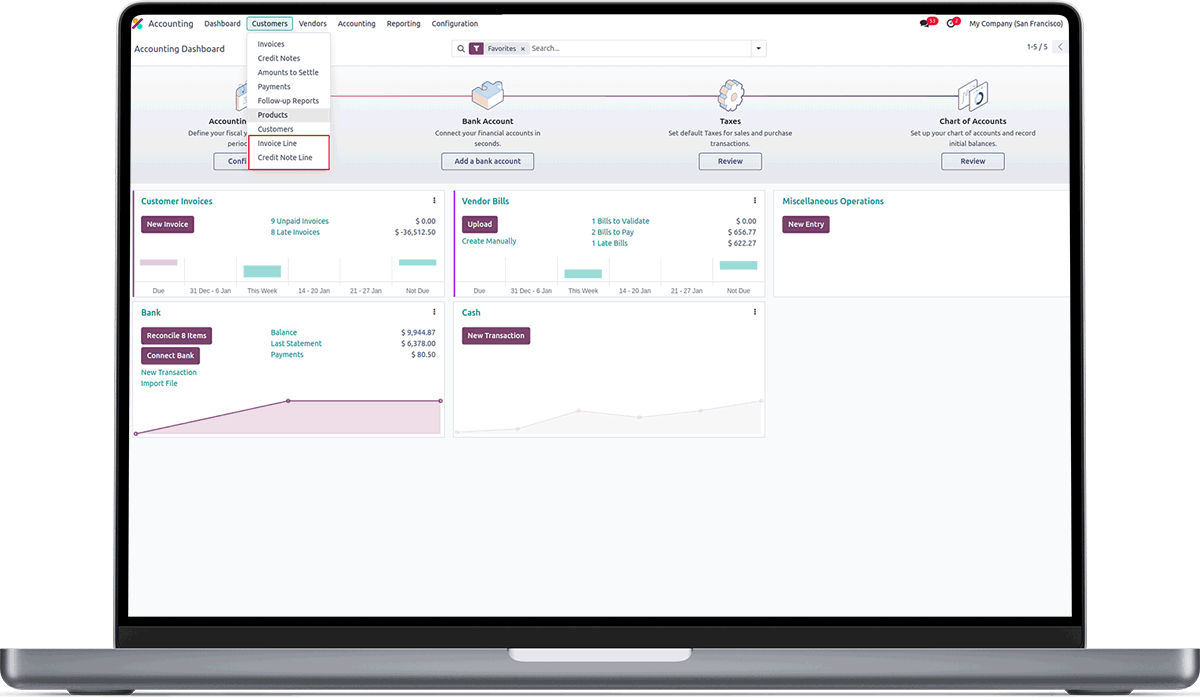 Accounting Dashboard Customers Vendors Accounting Reporting Configuration 53 2 My Company (San Francisco)
Accounting Dashboard Favorites × Search... 1-5 / 5
Invoices
Credit Notes
Amounts to Settle
Payments
Follow-up Reports
Products
Customers
Invoice Line
Credit Note Line
Accountin
Define your fiscal y
perio
Confi
Bank Account
Connect your financial accounts in
seconds.
Add a bank account
Taxes
Set default Taxes for sales and purchase
transactions.
Review
Chart of Accounts
Set up your chart of accounts and record
initial balances.
Review
Customer Invoices
New Invoice
9 Unpaid Invoices $ 0.00
8 Late Invoices $ -36,512.50
Due 31 Dec - 6 Jan This Week 14 - 20 Jan 21 - 27 Jan Not Due
Vendor Bills
Upload
Create Manually
1 Bills to Validate $ 0.00
2 Bills to Pay $ 656.77
1 Late Bills $ 622.27
Due 31 Dec - 6 Jan This Week 14 - 20 Jan 21 - 27 Jan Not Due
Miscellaneous Operations
New Entry
Bank
Reconcile 8 Items
Connect Bank
New Transaction
Import File
Balance $ 9,944.87
Last Statement $ 6,378.00
Payments $ 80.50
Cash
New Transaction